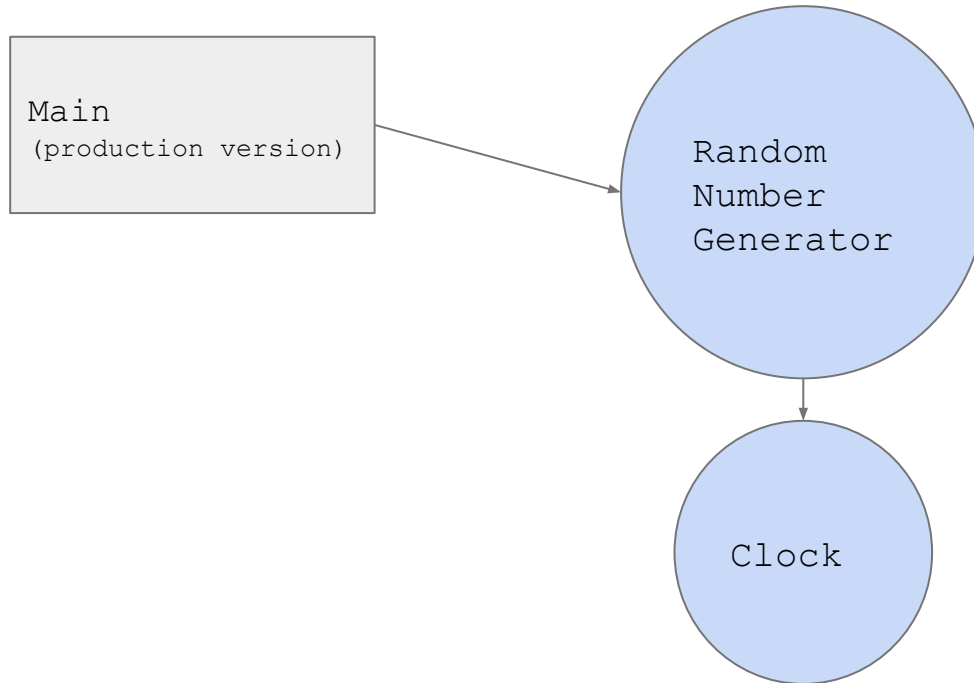 Main
(production version)
Random
Number
Generator
Clock